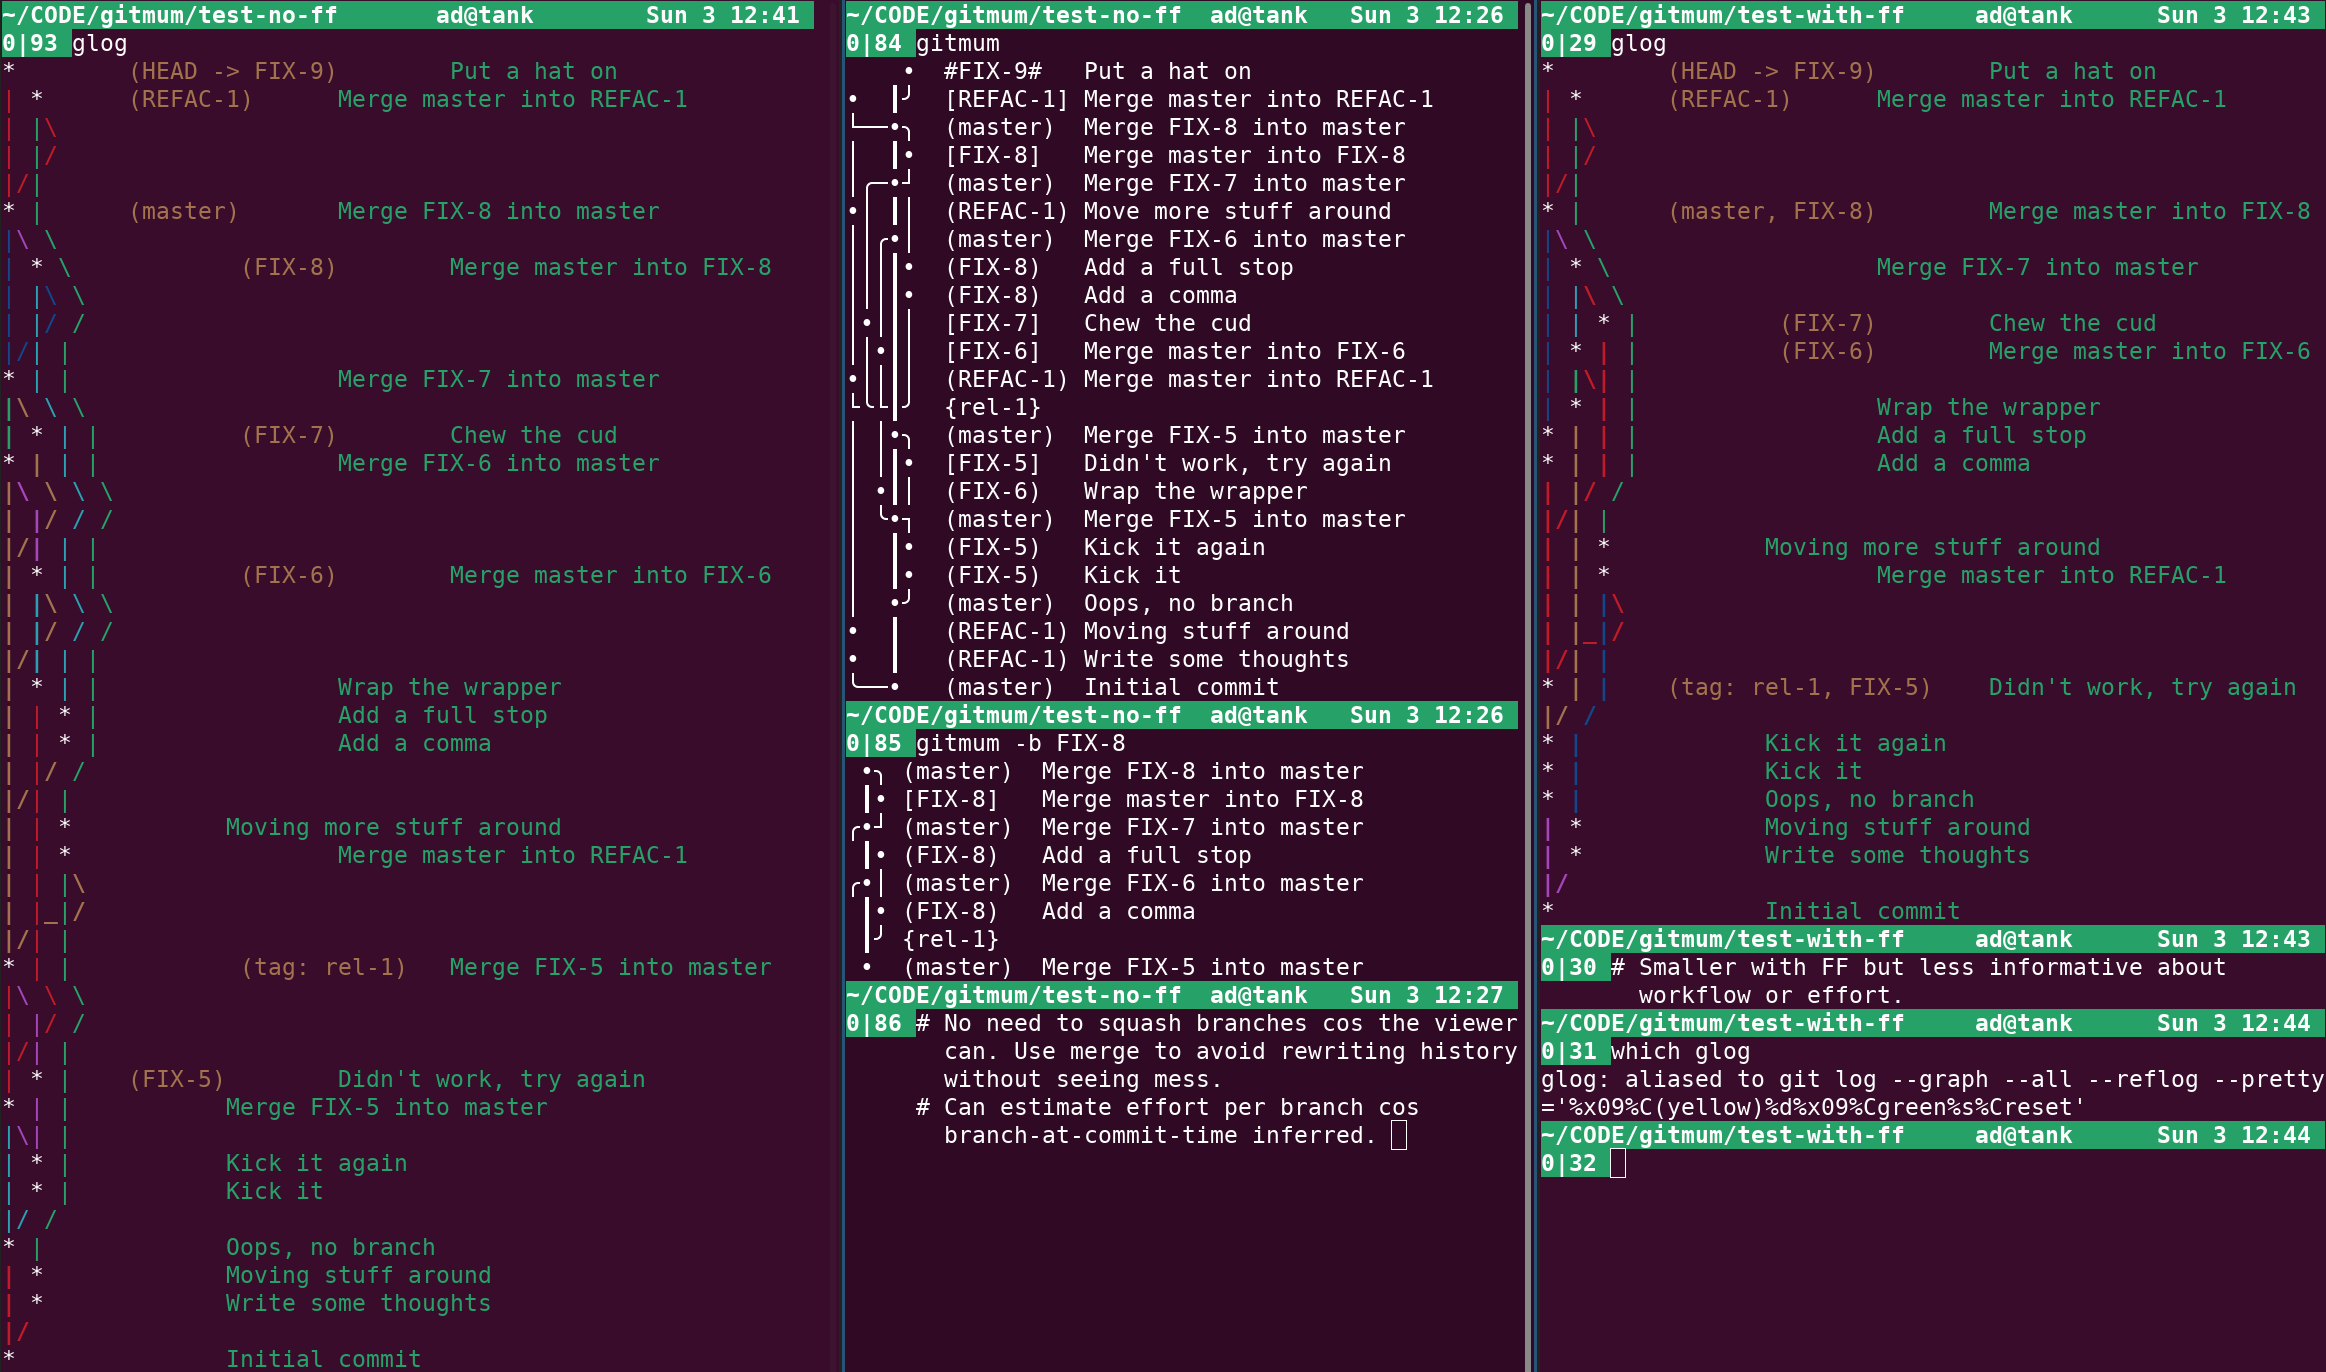 ~/CODE/gitmum/test-no-ff ad@tank Sun 3 12:41
0|93 glog
* (HEAD -> FIX-9) Put a hat on
| * (REFAC-1) Merge master into REFAC-1
| |\
| |/
|/|
* | (master) Merge FIX-8 into master
|\ \
| * \ (FIX-8) Merge master into FIX-8
| |\ \
| |/ /
|/| |
* | | Merge FIX-7 into master
|\ \ \
| * | | (FIX-7) Chew the cud
* | | | Merge FIX-6 into master
|\ \ \ \
| |/ / /
|/| | |
| * | | (FIX-6) Merge master into FIX-6
| |\ \ \
| |/ / /
|/| | |
| * | | Wrap the wrapper
| | * | Add a full stop
| | * | Add a comma
| |/ /
|/| |
| | * Moving more stuff around
| | * Merge master into REFAC-1
| | |\
| |_|/
|/| |
* | | (tag: rel-1) Merge FIX-5 into master
|\ \ \
| |/ /
|/| |
| * | (FIX-5) Didn't work, try again
* | | Merge FIX-5 into master
|\| |
| * | Kick it again
| * | Kick it
|/ /
* | Oops, no branch
| * Moving stuff around
| * Write some thoughts
|/
* Initial commit
~/CODE/gitmum/test-no-ff ad@tank Sun 3 12:26
0|84 gitmum
• #FIX-9# Put a hat on
• ┃╯ [REFAC-1] Merge master into REFAC-1
└──•╮ (master) Merge FIX-8 into master
│ ┃• [FIX-8] Merge master into FIX-8
│╭─•┘ (master) Merge FIX-7 into master
•│ ┃│ (REFAC-1) Move more stuff around
││╭•│ (master) Merge FIX-6 into master
│││┃• (FIX-8) Add a full stop
│││┃• (FIX-8) Add a comma
│•│┃│ [FIX-7] Chew the cud
││•┃│ [FIX-6] Merge master into FIX-6
•││┃│ (REFAC-1) Merge master into REFAC-1
└╰└┃╯ {rel-1}
│ │•╮ (master) Merge FIX-5 into master
│ │┃• [FIX-5] Didn't work, try again
│ •┃│ (FIX-6) Wrap the wrapper
│ ╰•┐ (master) Merge FIX-5 into master
│ ┃• (FIX-5) Kick it again
│ ┃• (FIX-5) Kick it
│ •╯ (master) Oops, no branch
• ┃ (REFAC-1) Moving stuff around
• ┃ (REFAC-1) Write some thoughts
╰──• (master) Initial commit
~/CODE/gitmum/test-no-ff ad@tank Sun 3 12:26
0|85 gitmum -b FIX-8
•╮ (master) Merge FIX-8 into master
┃• [FIX-8] Merge master into FIX-8
╭•┘ (master) Merge FIX-7 into master
┃• (FIX-8) Add a full stop
╭•│ (master) Merge FIX-6 into master
┃• (FIX-8) Add a comma
┃╯ {rel-1}
• (master) Merge FIX-5 into master
~/CODE/gitmum/test-no-ff ad@tank Sun 3 12:27
0|86 # No need to squash branches cos the viewer
can. Use merge to avoid rewriting history
without seeing mess.
# Can estimate effort per branch cos
branch-at-commit-time inferred.
~/CODE/gitmum/test-with-ff ad@tank Sun 3 12:43
0|29 glog
* (HEAD -> FIX-9) Put a hat on
| * (REFAC-1) Merge master into REFAC-1
| |\
| |/
|/|
* | (master, FIX-8) Merge master into FIX-8
|\ \
| * \ Merge FIX-7 into master
| |\ \
| | * | (FIX-7) Chew the cud
| * | | (FIX-6) Merge master into FIX-6
| |\| |
| * | | Wrap the wrapper
* | | | Add a full stop
* | | | Add a comma
| |/ /
|/| |
| | * Moving more stuff around
| | * Merge master into REFAC-1
| | |\
| |_|/
|/| |
* | | (tag: rel-1, FIX-5) Didn't work, try again
|/ /
* | Kick it again
* | Kick it
* | Oops, no branch
| * Moving stuff around
| * Write some thoughts
|/
* Initial commit
~/CODE/gitmum/test-with-ff ad@tank Sun 3 12:43
0|30 # Smaller with FF but less informative about
workflow or effort.
~/CODE/gitmum/test-with-ff ad@tank Sun 3 12:44
0|31 which glog
glog: aliased to git log --graph --all --reflog --pretty
='%x09%C(yellow)%d%x09%Cgreen%s%Creset'
~/CODE/gitmum/test-with-ff ad@tank Sun 3 12:44
0|32